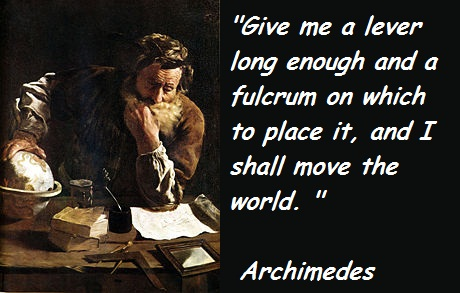 "Give me a lever
long enough and a
fulcrum on which
to place it, and I
shall move the
world. "
Archimedes